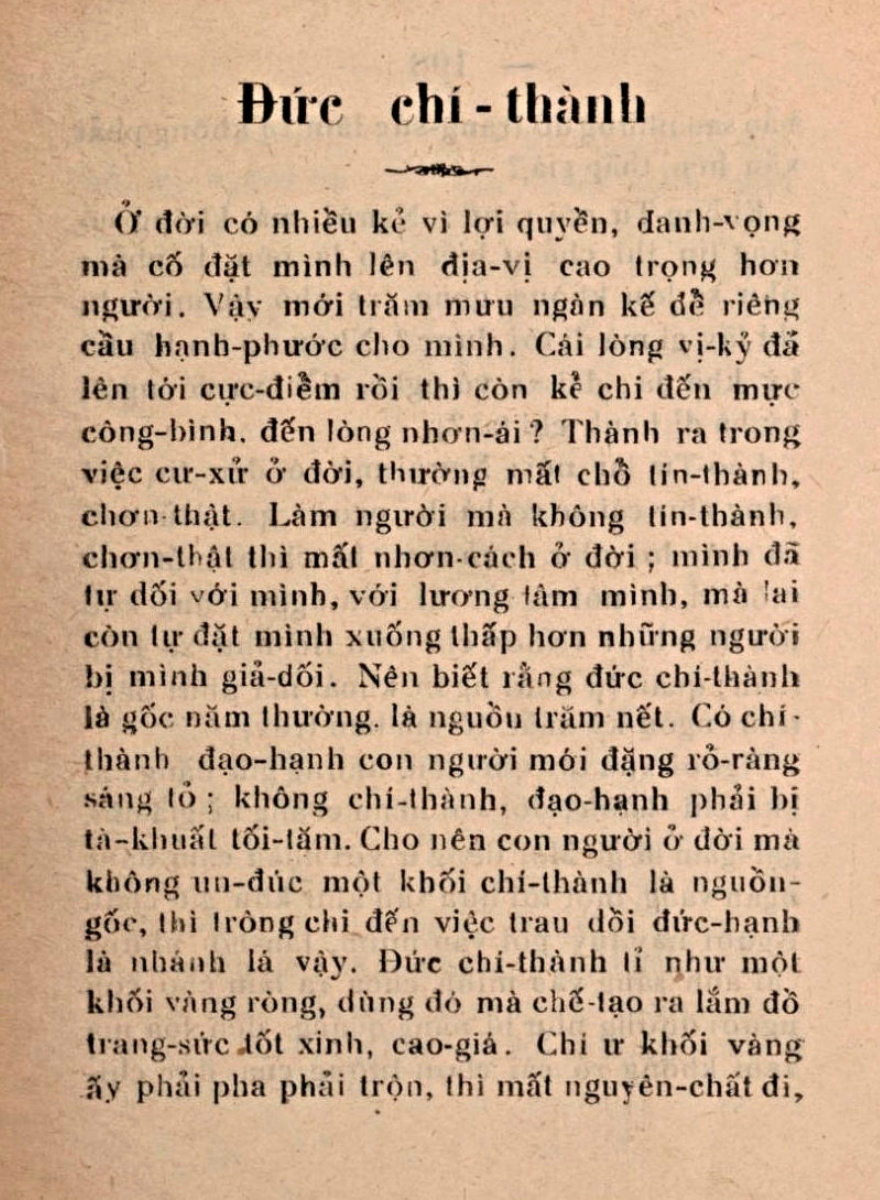 Đức chí-thành
Ở đời có nhiều kẻ vì lợi quyền, danh-vọng
mà cố đặt mình lên địa-vị cao trọng hơn
người. Vậy mới trăm mưu ngàn kế để riêng
cầu hạnh-phước cho mình. Cái lòng vị-kỷ đã
lên tới cực-điểm rồi thì còn kể chi đến mực
công-bình, đến lòng nhơn-ái? Thành ra trong
việc cư-xử ở đời, thường mất chỗ tín-thành,
chơn-thật. Làm người mà không tín-thành,
chơn-thật thì mất nhơn-cách ở đời; mình đã
tự dối với mình, với lương tâm mình, mà lại
còn tự đặt mình xuống thấp hơn những người
bị mình giả-dối. Nên biết rằng đức chí-thành
là gốc năm thường. là nguồn trăm nết. Có chí-
thành đạo-hạnh con người mới đặng rỏ-ràng
sáng tỏ; không chí-thành, đạo-hạnh phải bị
tà-khuất tối-tăm. Cho nên con người ở đời mà
không un-đúc một khối chí-thành là nguồn-
gốc, thì tròng chi đến việc trau dồi đức-hạnh
là nhánh lá vậy. Đức chí-thành tỉ như một
khối vàng ròng, dùng đó mà chế-tạo ra lắm đồ
trang-sức tốt xinh, cao-giá. Chi ư khối vàng
ấy phải pha phải trộn, thì mất nguyên-chất đi,